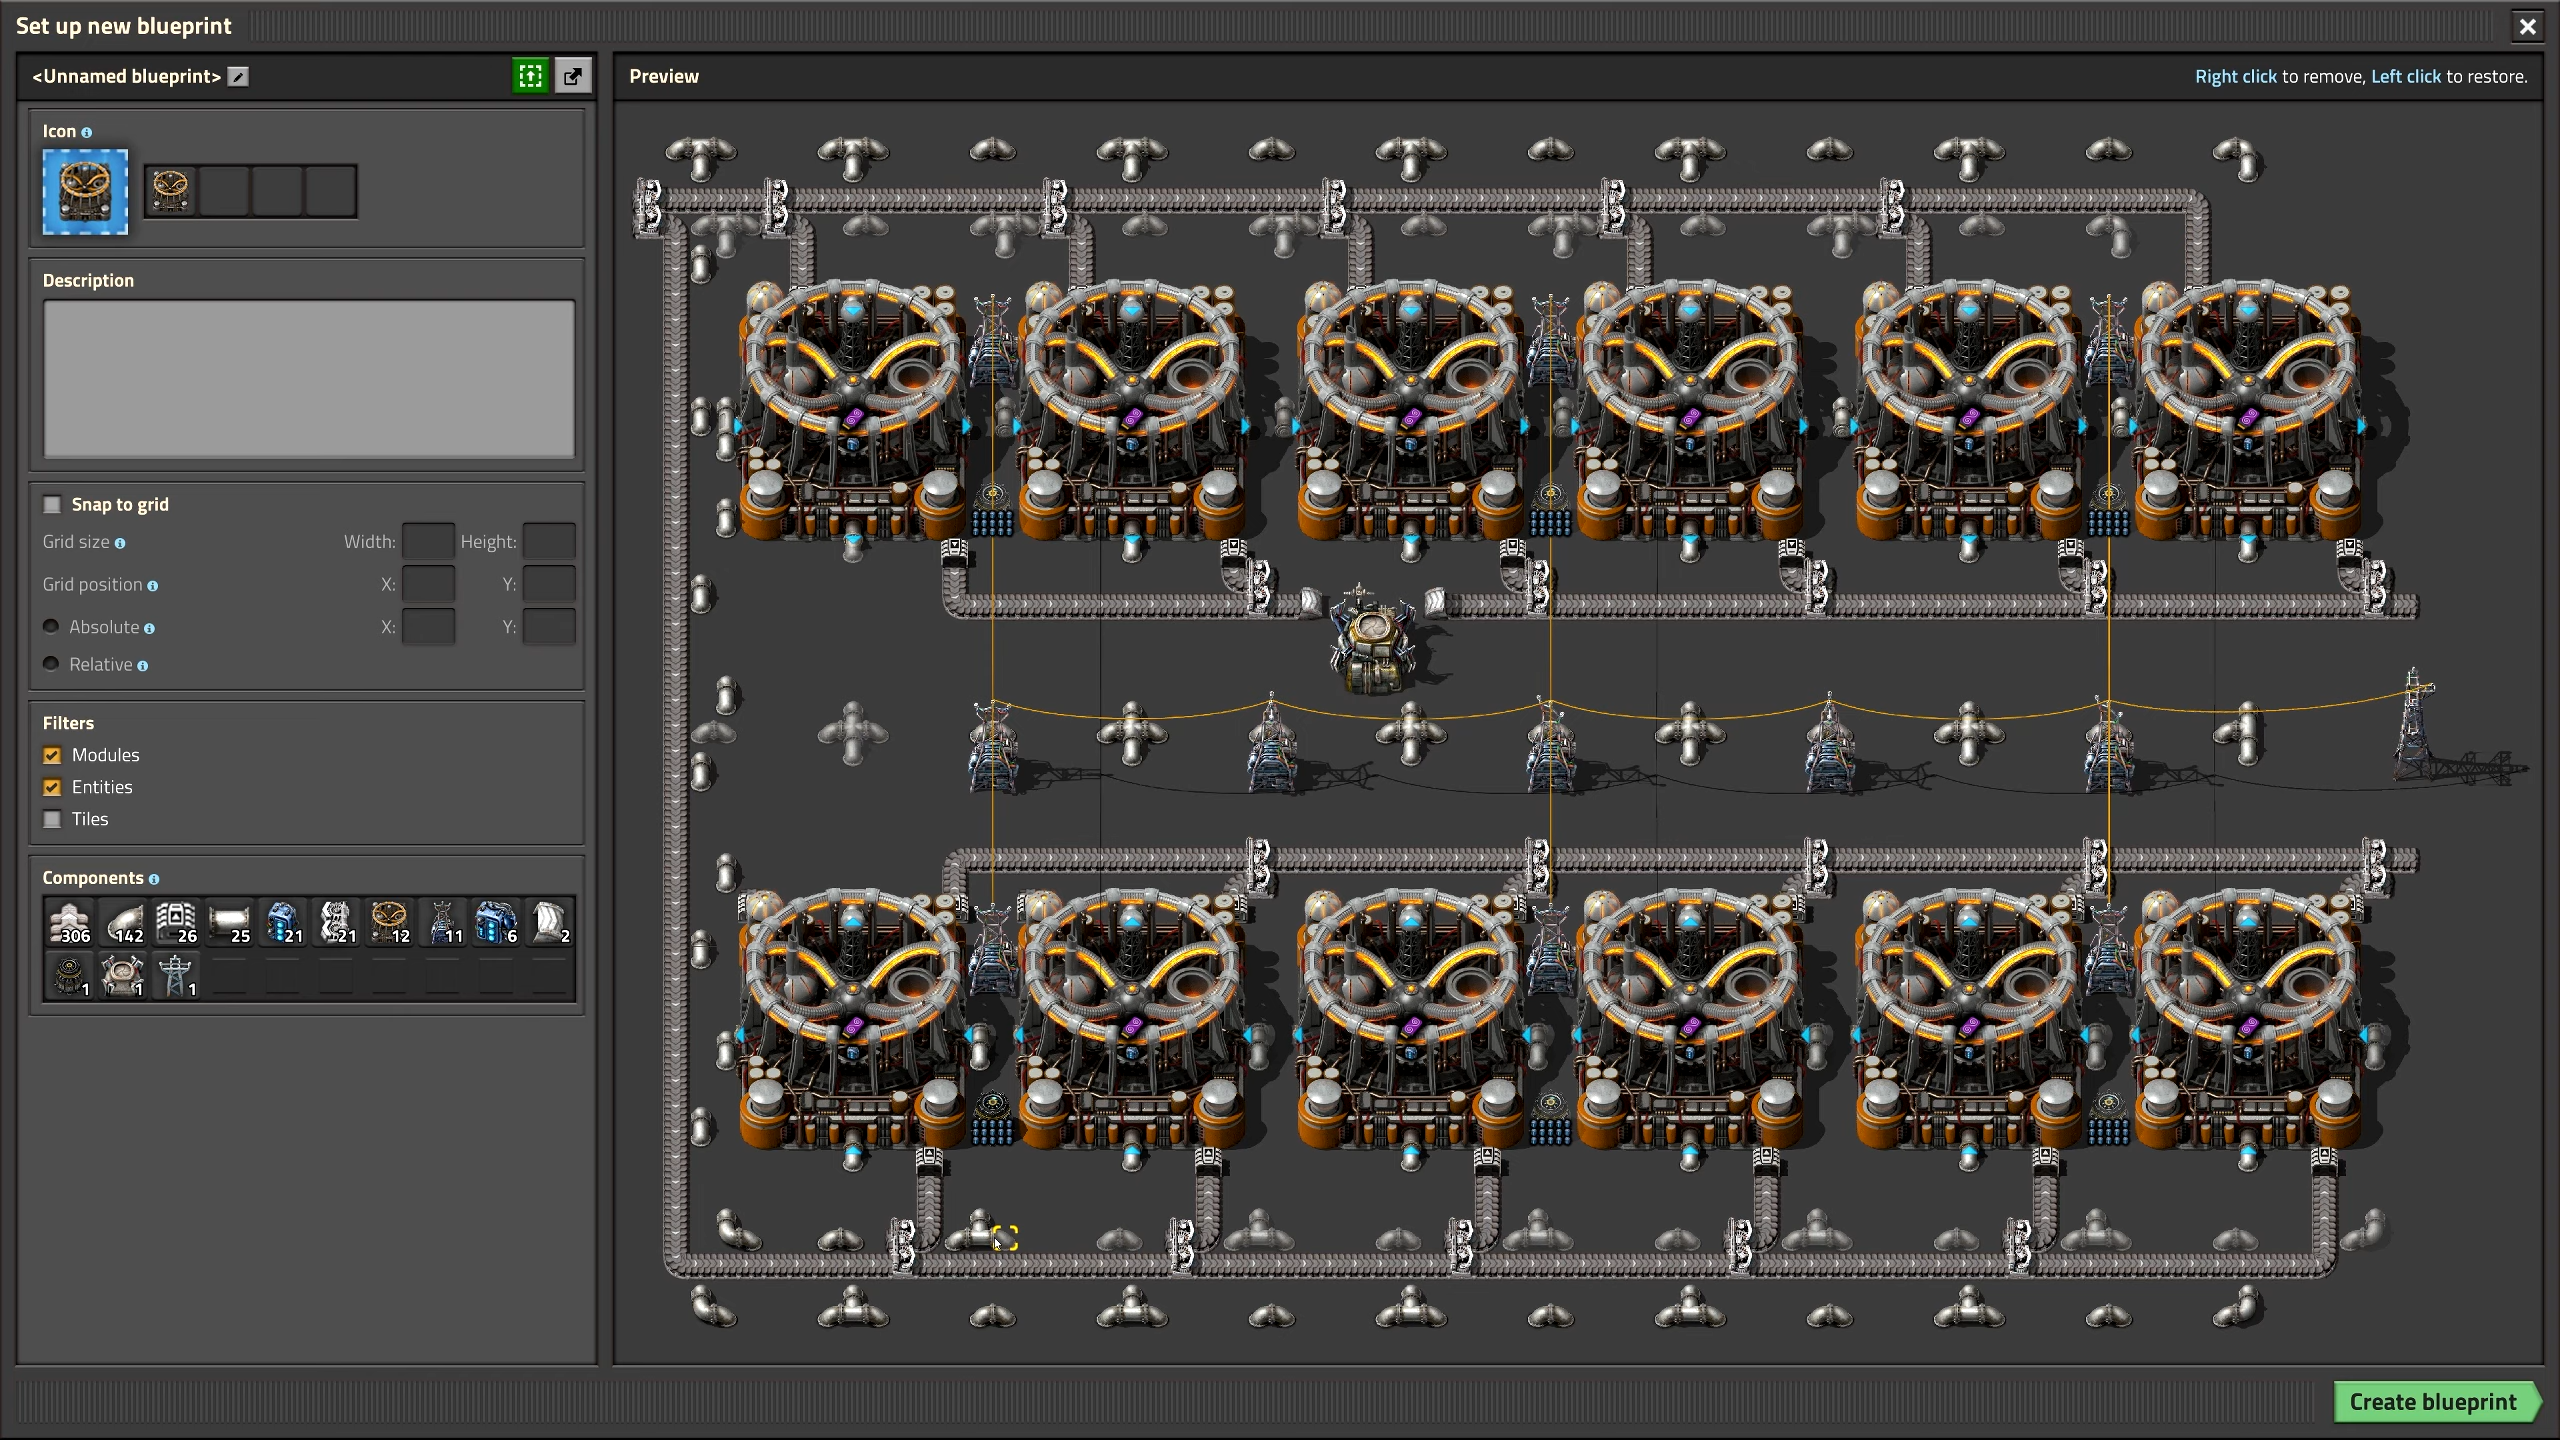 Set up new blueprint
<Unnamed blueprint>
Preview
Right click to remove, Left click to restore.
Icon
Description
Snap to grid
Grid size
Width:
Height:
Grid position
X:
Y:
Absolute
X:
Y:
Relative
Filters
Modules
Entities
Tiles
Components
306 142 26 25 21 21 12 11 6 2
1 1 1
Create blueprint